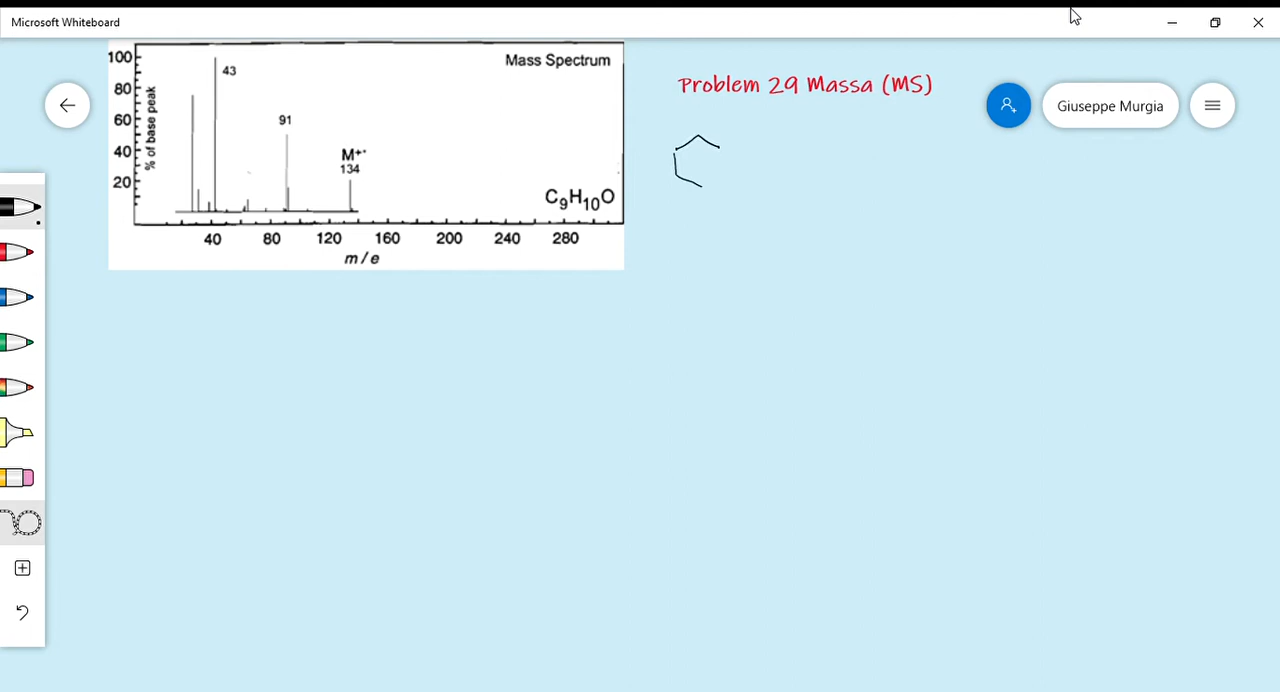 Microsoft Whiteboard
100
80
60
40
20
% of base peak
43
91
M+·
134
Mass Spectrum
C9H10O
40 80 120 160 200 240 280
m/e
Problem 29 Massa (MS)
Giuseppe Murgia